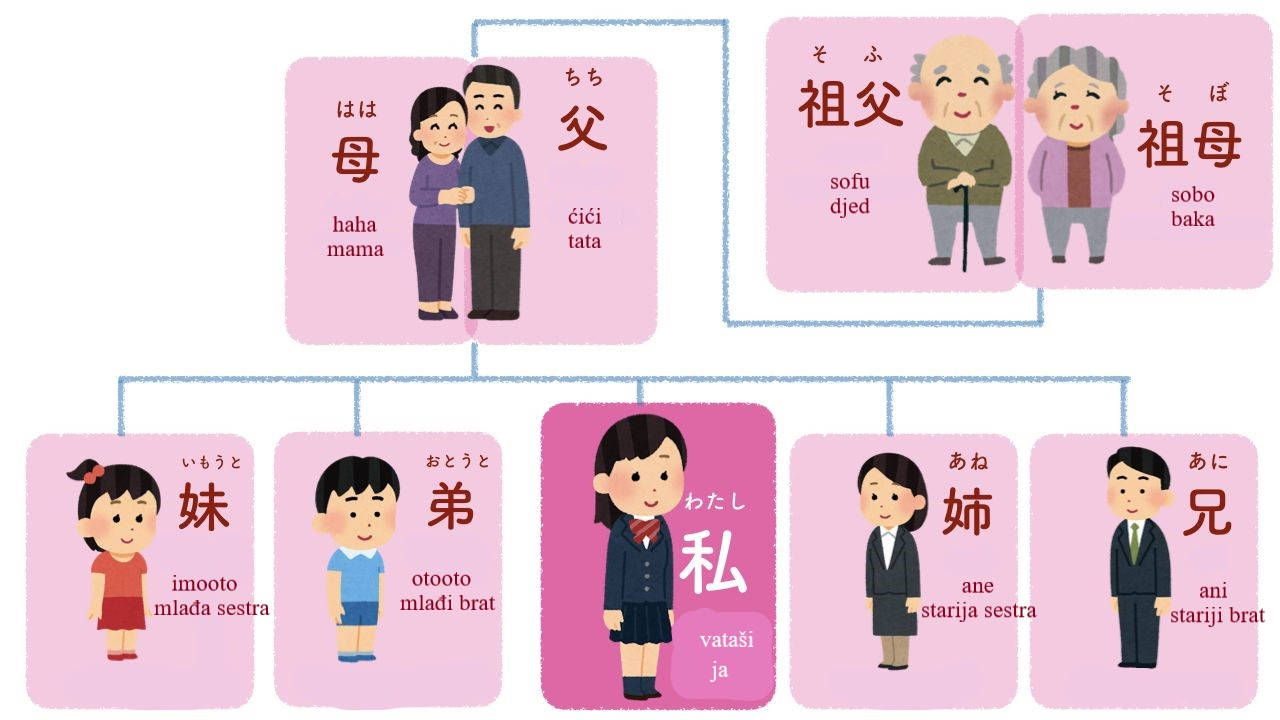 はは
母
haha
mama
ちち
父
ćići
tata
そ ふ
祖父
sofu
djed
そ ぼ
祖母
sobo
baka
いもうと
妹
imooto
mlađa sestra
おとうと
弟
otooto
mlađi brat
わたし
私
vataši
ja
あね
姉
ane
starija sestra
あに
兄
ani
stariji brat